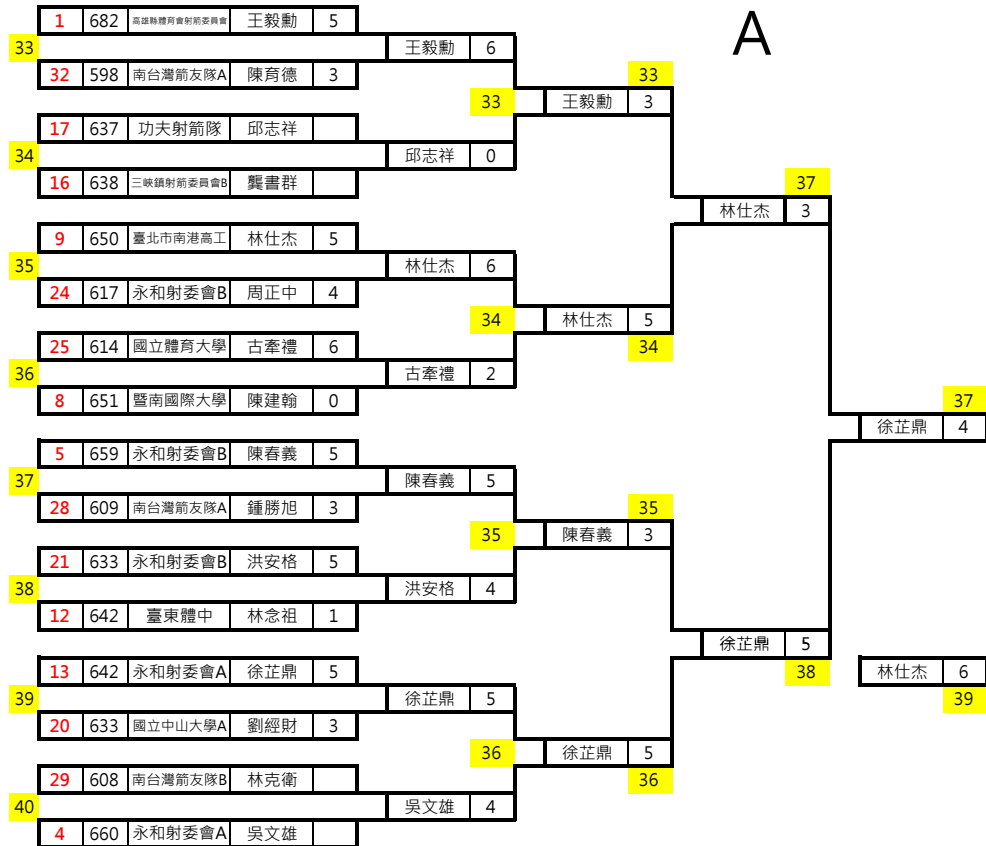 A
1 682 高雄縣體育會射箭委員會 王毅勳 5
33 王毅勳 6
32 598 南台灣箭友隊A 陳育德 3 33
33 王毅勳 3
17 637 功夫射箭隊 邱志祥
34 邱志祥 0
16 638 三峽鎮射箭委員會B 龔書群 37
林仕杰 3
9 650 臺北市南港高工 林仕杰 5
35 林仕杰 6
24 617 永和射委會B 周正中 4
34 林仕杰 5
25 614 國立體育大學 古牽禮 6 34
36 古牽禮 2
8 651 暨南國際大學 陳建翰 0 37
徐芷鼎 4
5 659 永和射委會B 陳春義 5
37 陳春義 5
28 609 南台灣箭友隊A 鍾勝旭 3 35
35 陳春義 3
21 633 永和射委會B 洪安格 5
38 洪安格 4
12 642 臺東體中 林念祖 1
徐芷鼎 5
13 642 永和射委會A 徐芷鼎 5 38 林仕杰 6
39 徐芷鼎 5 39
20 633 國立中山大學A 劉經財 3
36 徐芷鼎 5
29 608 南台灣箭友隊B 林克衛 36
40 吳文雄 4
4 660 永和射委會A 吳文雄